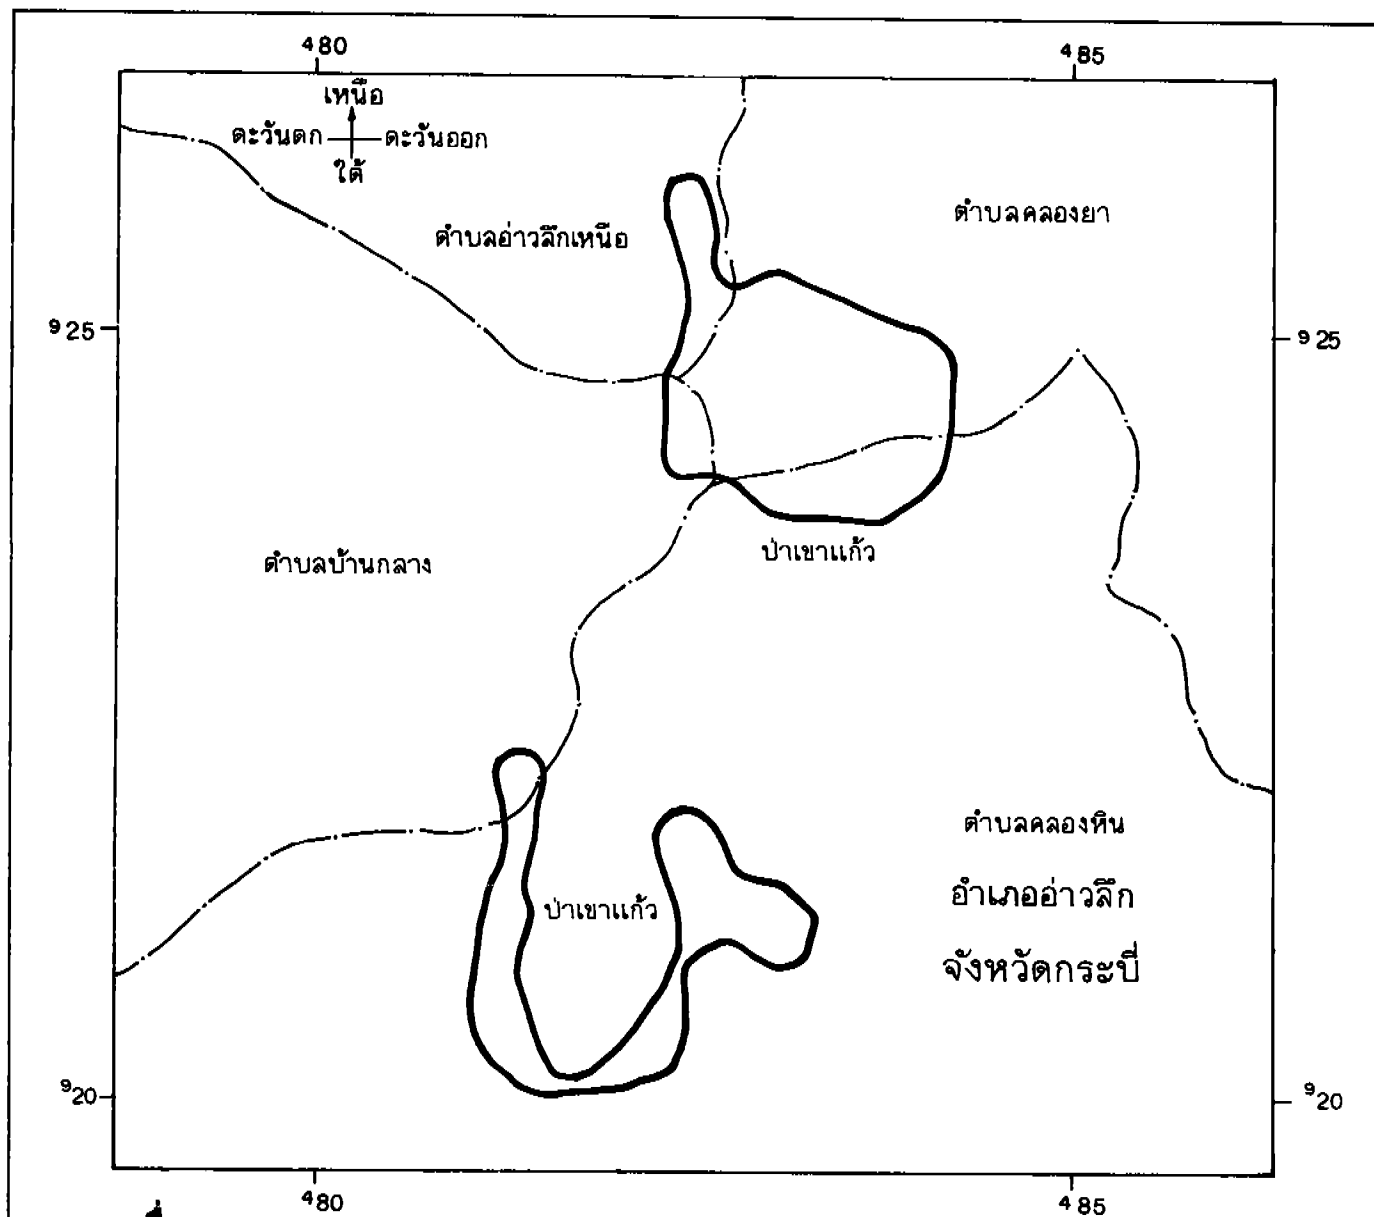 480
485
เหนือ
ตะวันตก
ตะวันออก
ใต้
ตำบลคลองยา
ตำบลอ่าวลึกเหนือ
925
925
ป่าเขาแก้ว
ตำบลบ้านกลาง
ตำบลคลองหิน
อำเภออ่าวลึก
ป่าเขาแก้ว
จังหวัดกระบี่
920
920
480
485